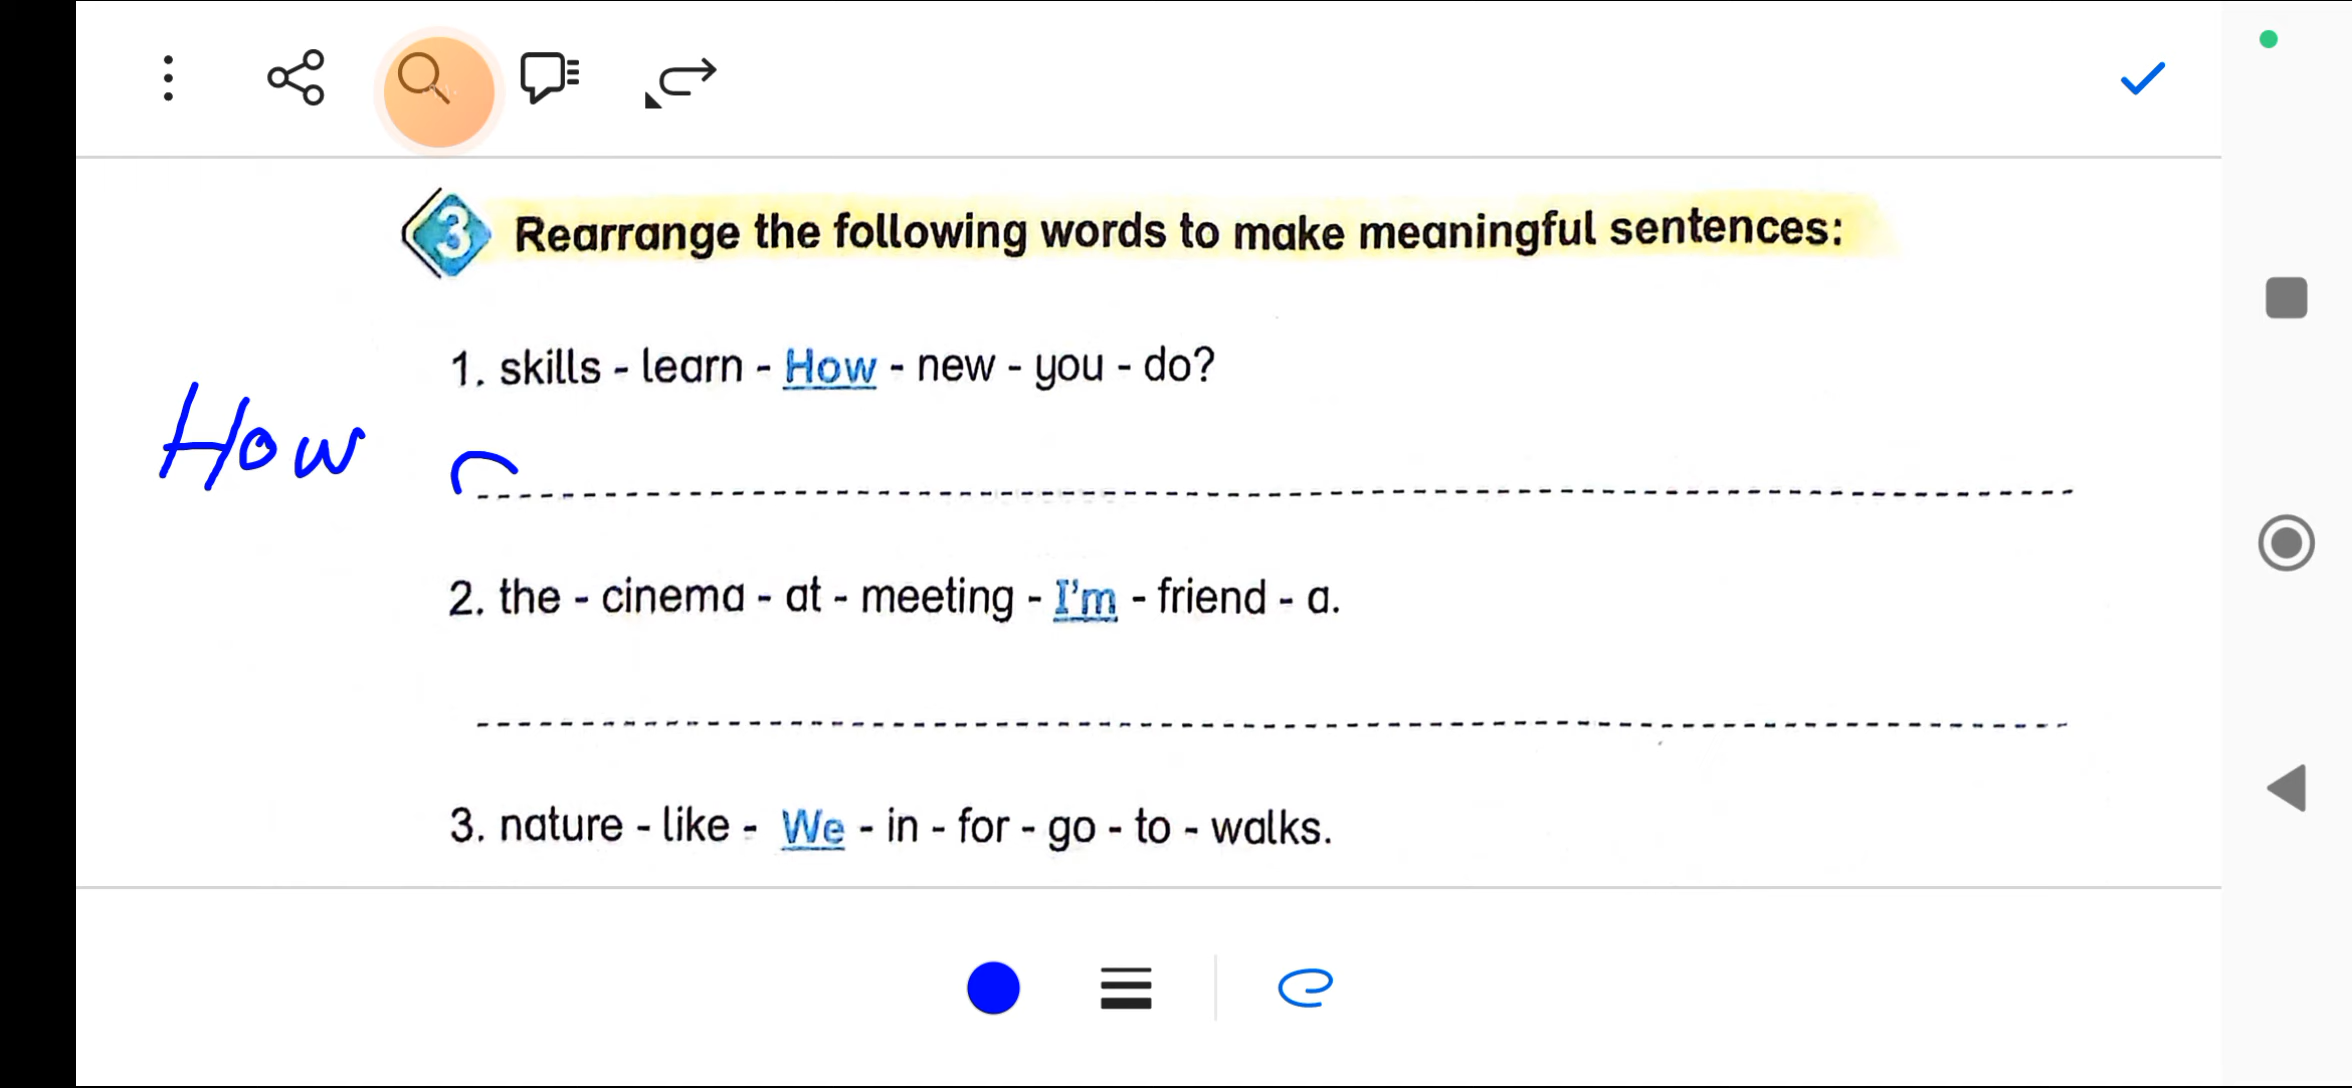 3 Rearrange the following words to make meaningful sentences:
1. skills - learn - How - new - you - do?
How
2. the - cinema - at - meeting - I'm - friend - a.
3. nature - like - We - in - for - go - to - walks.